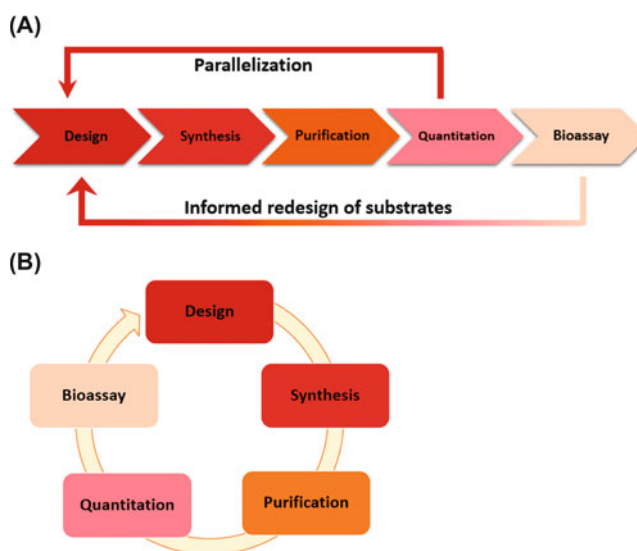 (A)
Parallelization
Design Synthesis Purification Quantitation Bioassay
Informed redesign of substrates
(B)
Design
Bioassay Synthesis
Quantitation Purification